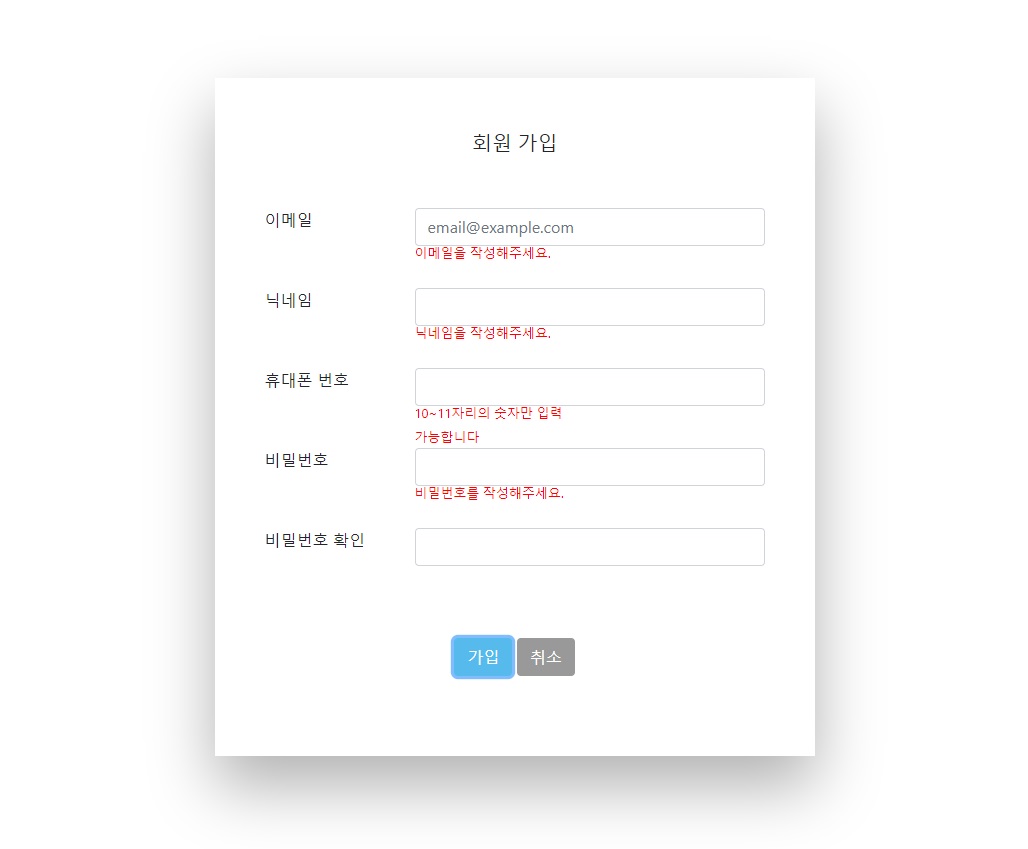 회원 가입
이메일
email@example.com
이메일을 작성해주세요.
닉네임
닉네임을 작성해주세요.
휴대폰 번호
10~11자리의 숫자만 입력
가능합니다
비밀번호
비밀번호를 작성해주세요.
비밀번호 확인
가입 취소